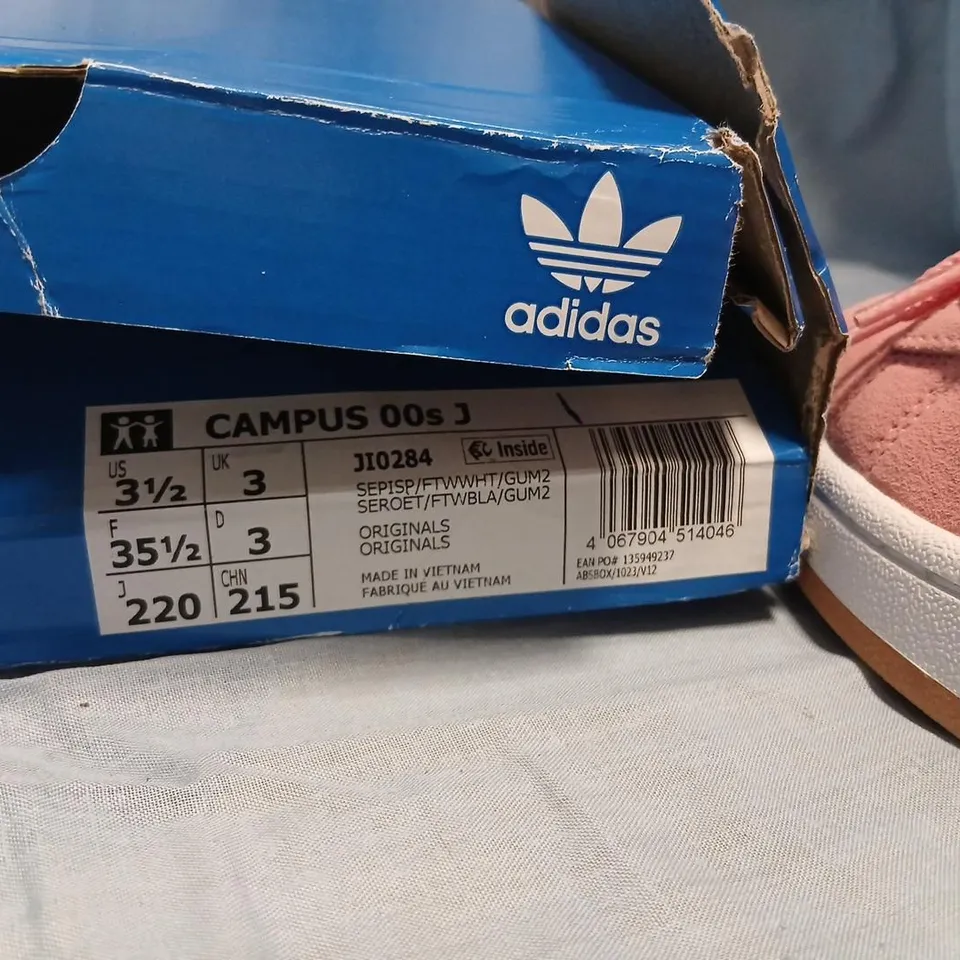 adidas
CAMPUS 00s J
US
3½
UK
3
F
35½
D
3
J
220
CHN
215
JI0284
Inside
SEPISP/FTWWHT/GUM2
SEROET/FTWBLA/GUM2
ORIGINALS
ORIGINALS
MADE IN VIETNAM
FABRIQUE AU VIETNAM
4 067904 514046
EAN PO# 135949237
ABSBOX/1023/V12